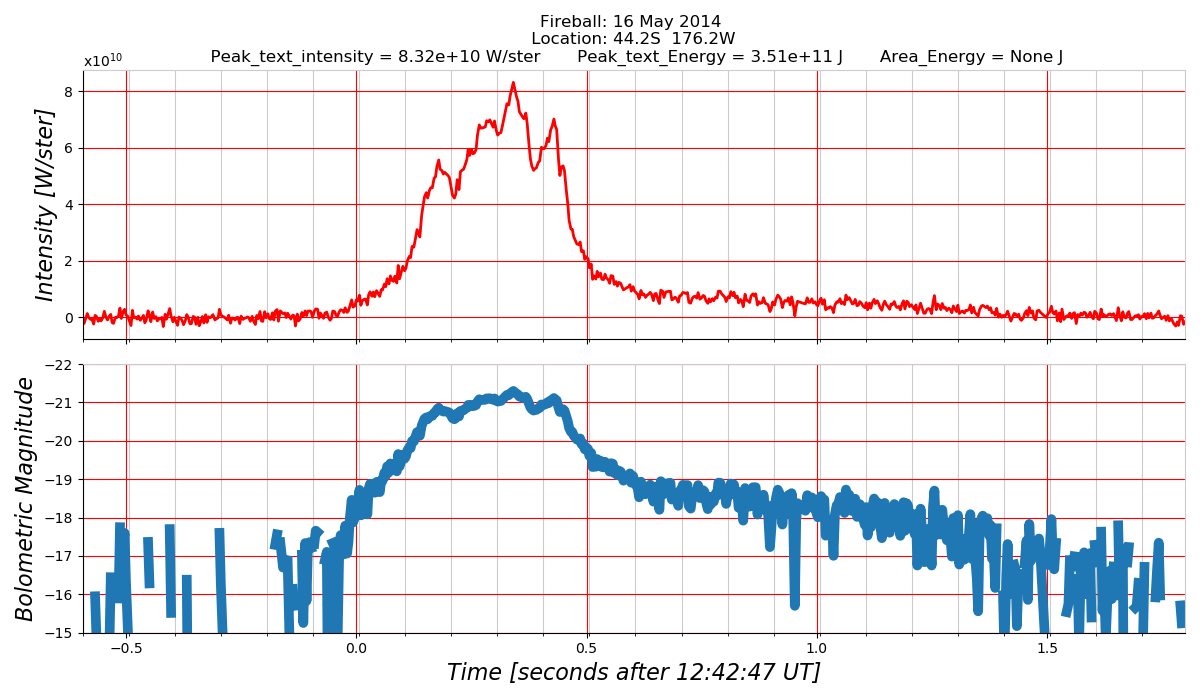 Fireball: 16 May 2014
Location: 44.2S  176.2W
Peak_text_intensity = 8.32e+10 W/ster       Peak_text_Energy = 3.51e+11 J       Area_Energy = None J
x10¹⁰
8
6
4
2
0
Intensity [W/ster]
−22
−21
−20
−19
−18
−17
−16
−15
Bolometric Magnitude
−0.5
0.0
0.5
1.0
1.5
Time [seconds after 12:42:47 UT]